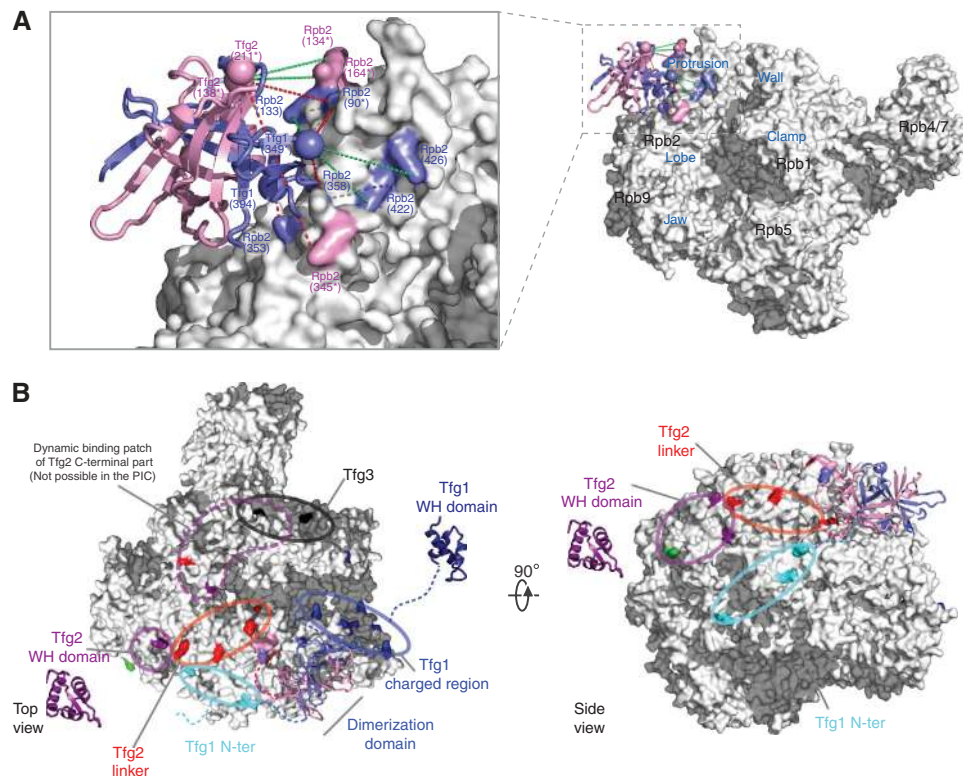 A
Tfg2
(211*)
Rpb2
(134*)
Tfg2
(138*)
Rpb2
(164*)
Rpb2
(133)
Rpb2
(90*)
Tfg1
(349*)
Rpb2
(426)
Rpb2
(358)
Tfg1
(394)
Rpb2
(422)
Rpb2
(353)
Rpb2
(345*)
Protrusion
Wall
Rpb2
Clamp
Rpb4/7
Lobe
Rpb1
Rpb9
Jaw
Rpb5
B
Dynamic binding patch
of Tfg2 C-terminal part
(Not possible in the PIC)
Tfg3
Tfg1
WH domain
Tfg2
WH domain
Tfg1
charged region
Top
view
Tfg1 N-ter
Dimerization
domain
Tfg2
linker
90°
Tfg2
linker
Tfg2
WH domain
Side
view
Tfg1 N-ter